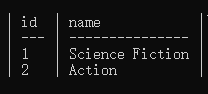 | id | name |
| --- | --------------- |
| 1 | Science Fiction |
| 2 | Action |